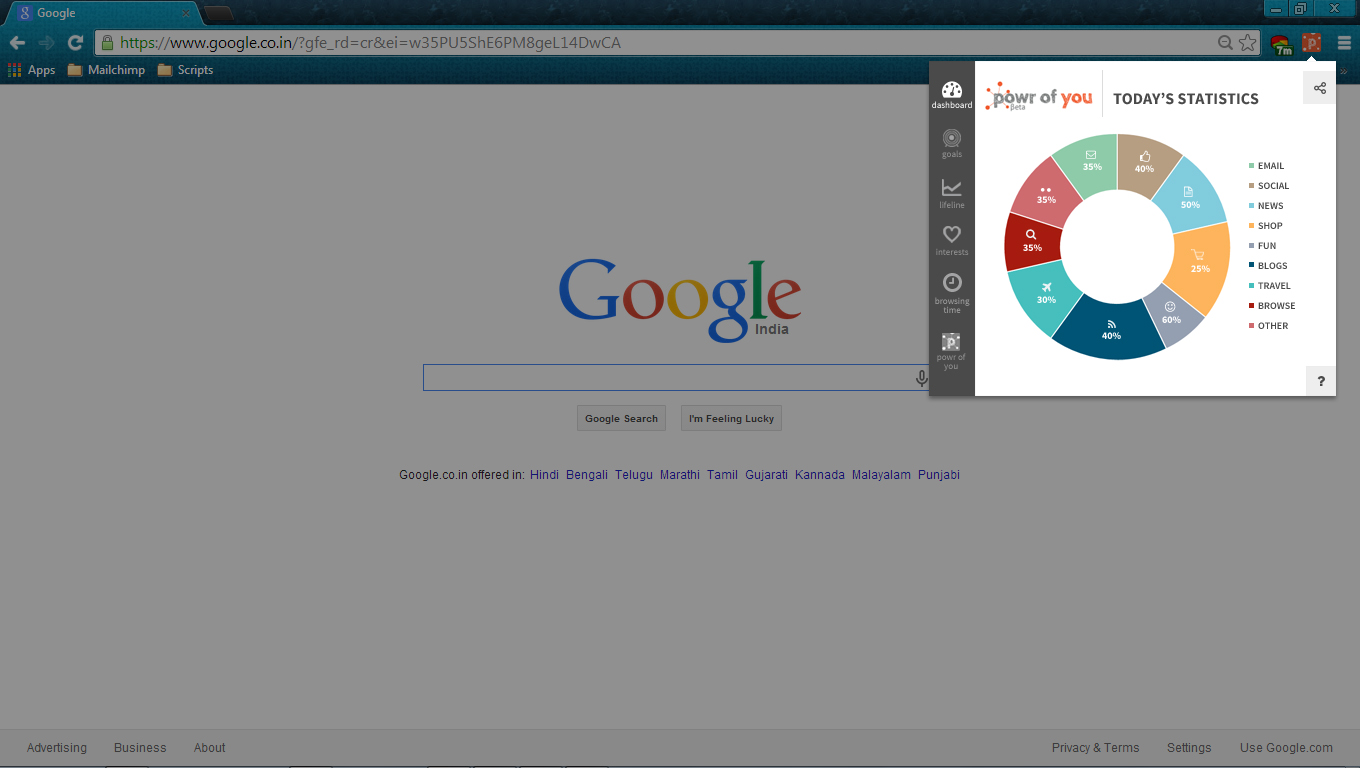 Google
https://www.google.co.in/?gfe_rd=cr&ei=w35PU5ShE6PM8geL14DwCA
7m
p
Apps Mailchimp Scripts
»
dashboard
goals
lifeline
interests
browsing
time
p
powr of
you
powr of you
Beta
TODAY'S STATISTICS
35%
40%
50%
25%
60%
40%
30%
35%
35%
EMAIL
SOCIAL
NEWS
SHOP
FUN
BLOGS
TRAVEL
BROWSE
OTHER
?
Google
India
Google Search I'm Feeling Lucky
Google.co.in offered in: Hindi Bengali Telugu Marathi Tamil Gujarati Kannada Malayalam Punjabi
Advertising Business About Privacy & Terms Settings Use Google.com